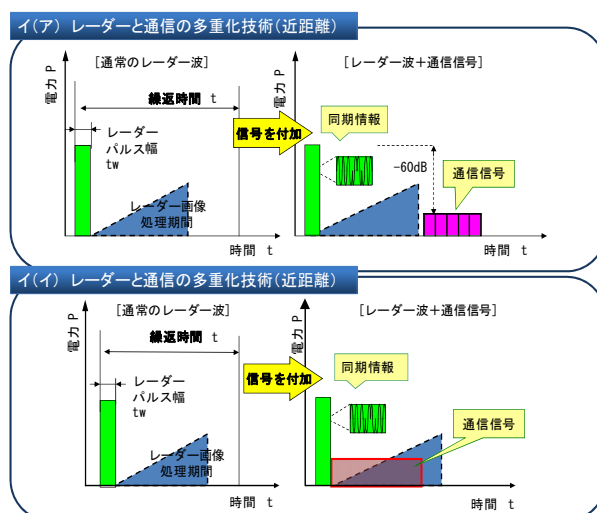 イ(ア) レーダーと通信の多重化技術(近距離)
[通常のレーダー波]
電力 P
繰返時間 t
レーダー
パルス幅
tw
レーダー画像
処理期間
時間 t
信号を付加
[レーダー波+通信信号]
電力 P
同期情報
-60dB
通信信号
時間 t
イ(イ) レーダーと通信の多重化技術(近距離)
[通常のレーダー波]
電力 P
繰返時間 t
レーダー
パルス幅
tw
レーダー画像
処理期間
時間 t
信号を付加
[レーダー波+通信信号]
電力 P
同期情報
通信信号
時間 t